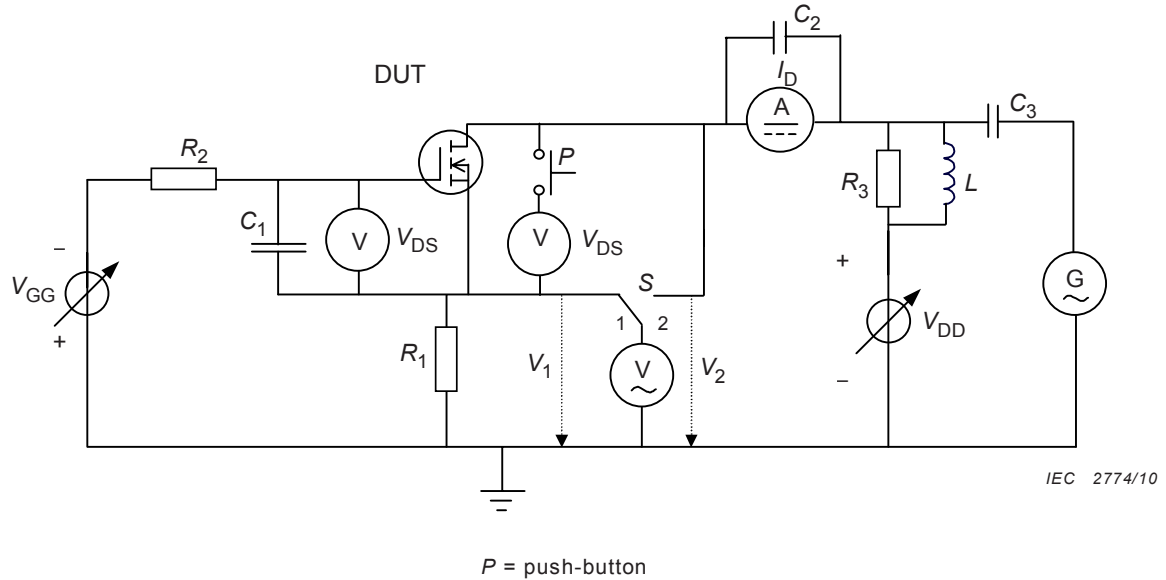 C2
DUT
ID
A
C3
R2
P
R3
L
C1
V
VDS
V
VDS
–
VGG
+
S
+
G
1
2
VDD
R1
V1
V
V2
–
IEC 2774/10
P = push-button